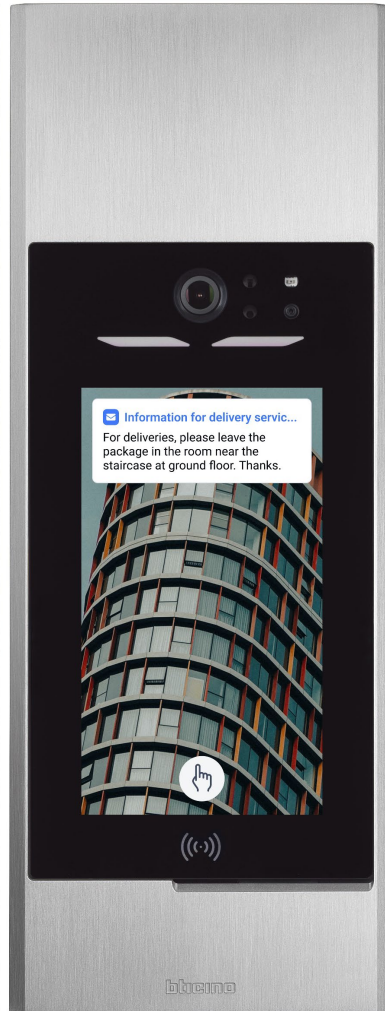 Information for delivery servic...
For deliveries, please leave the
package in the room near the
staircase at ground floor. Thanks.
bticino